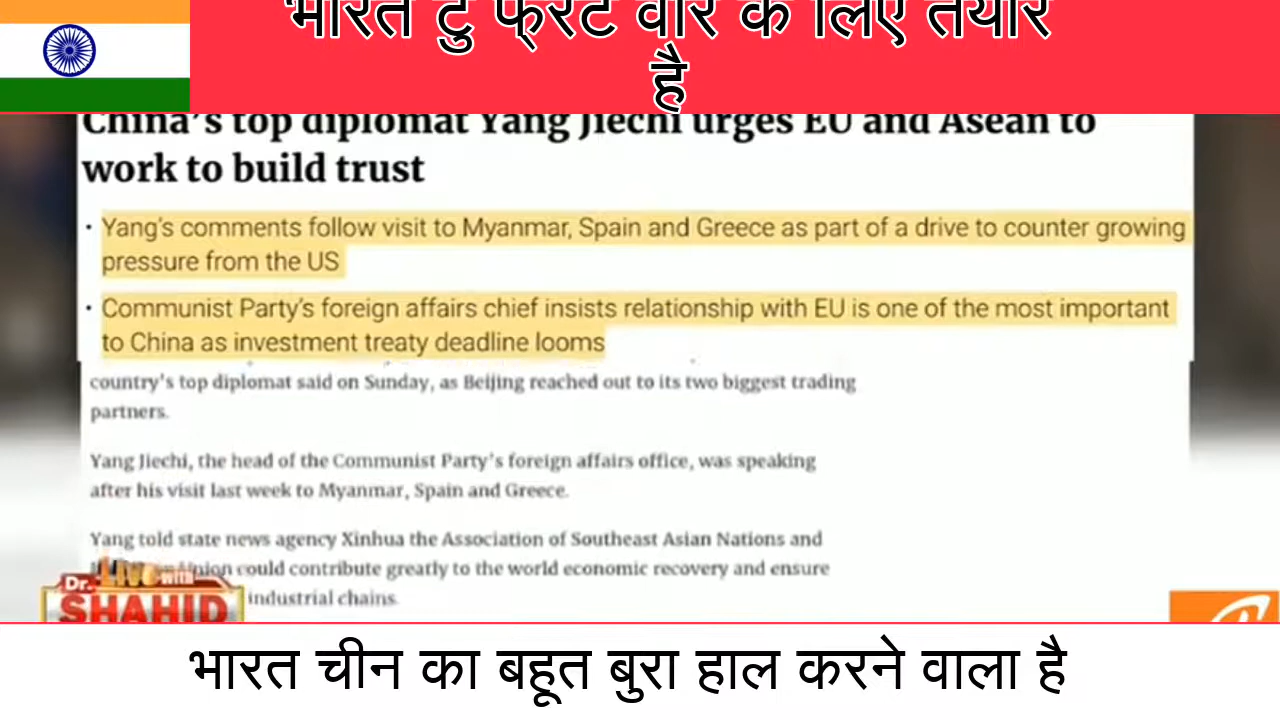 भारत टु फ्रंट वार के लिए तैयार
है
China's top diplomat Yang Jiechi urges EU and Asean to
work to build trust
· Yang's comments follow visit to Myanmar, Spain and Greece as part of a drive to counter growing
pressure from the US
· Communist Party's foreign affairs chief insists relationship with EU is one of the most important
to China as investment treaty deadline looms
country's top diplomat said on Sunday, as Beijing reached out to its two biggest trading
partners.
Yang Jiechi, the head of the Communist Party's foreign affairs office, was speaking
after his visit last week to Myanmar, Spain and Greece.
Yang told state news agency Xinhua the Association of Southeast Asian Nations and
Union could contribute greatly to the world economic recovery and ensure
industrial chains.
LIVE with
Dr.
SHAHID
भारत चीन का बहूत बुरा हाल करने वाला है